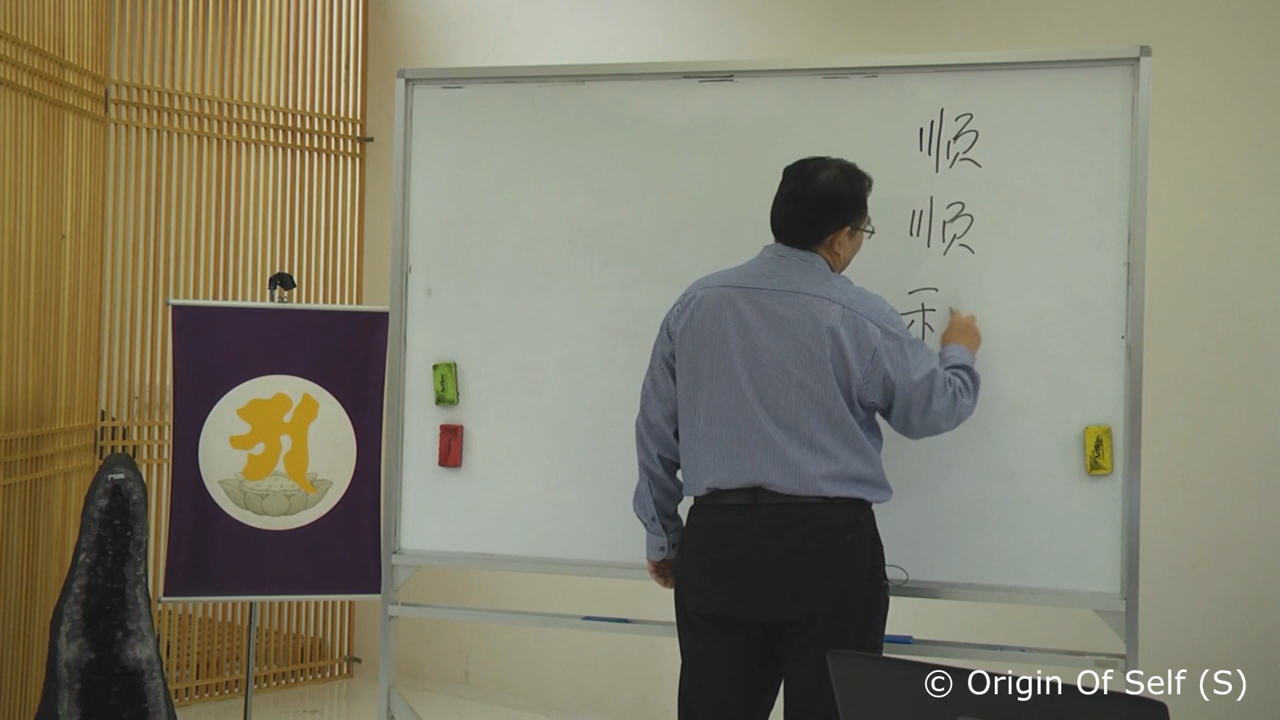 顺
顺
© Origin Of Self (S)